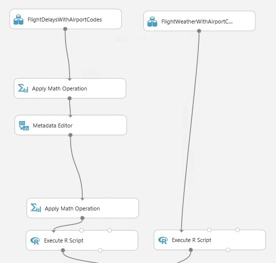 FlightDelaysWithAirportCodes
FlightWeatherWithAirportC...
Apply Math Operation
Metadata Editor
Apply Math Operation
Execute R Script
Execute R Script